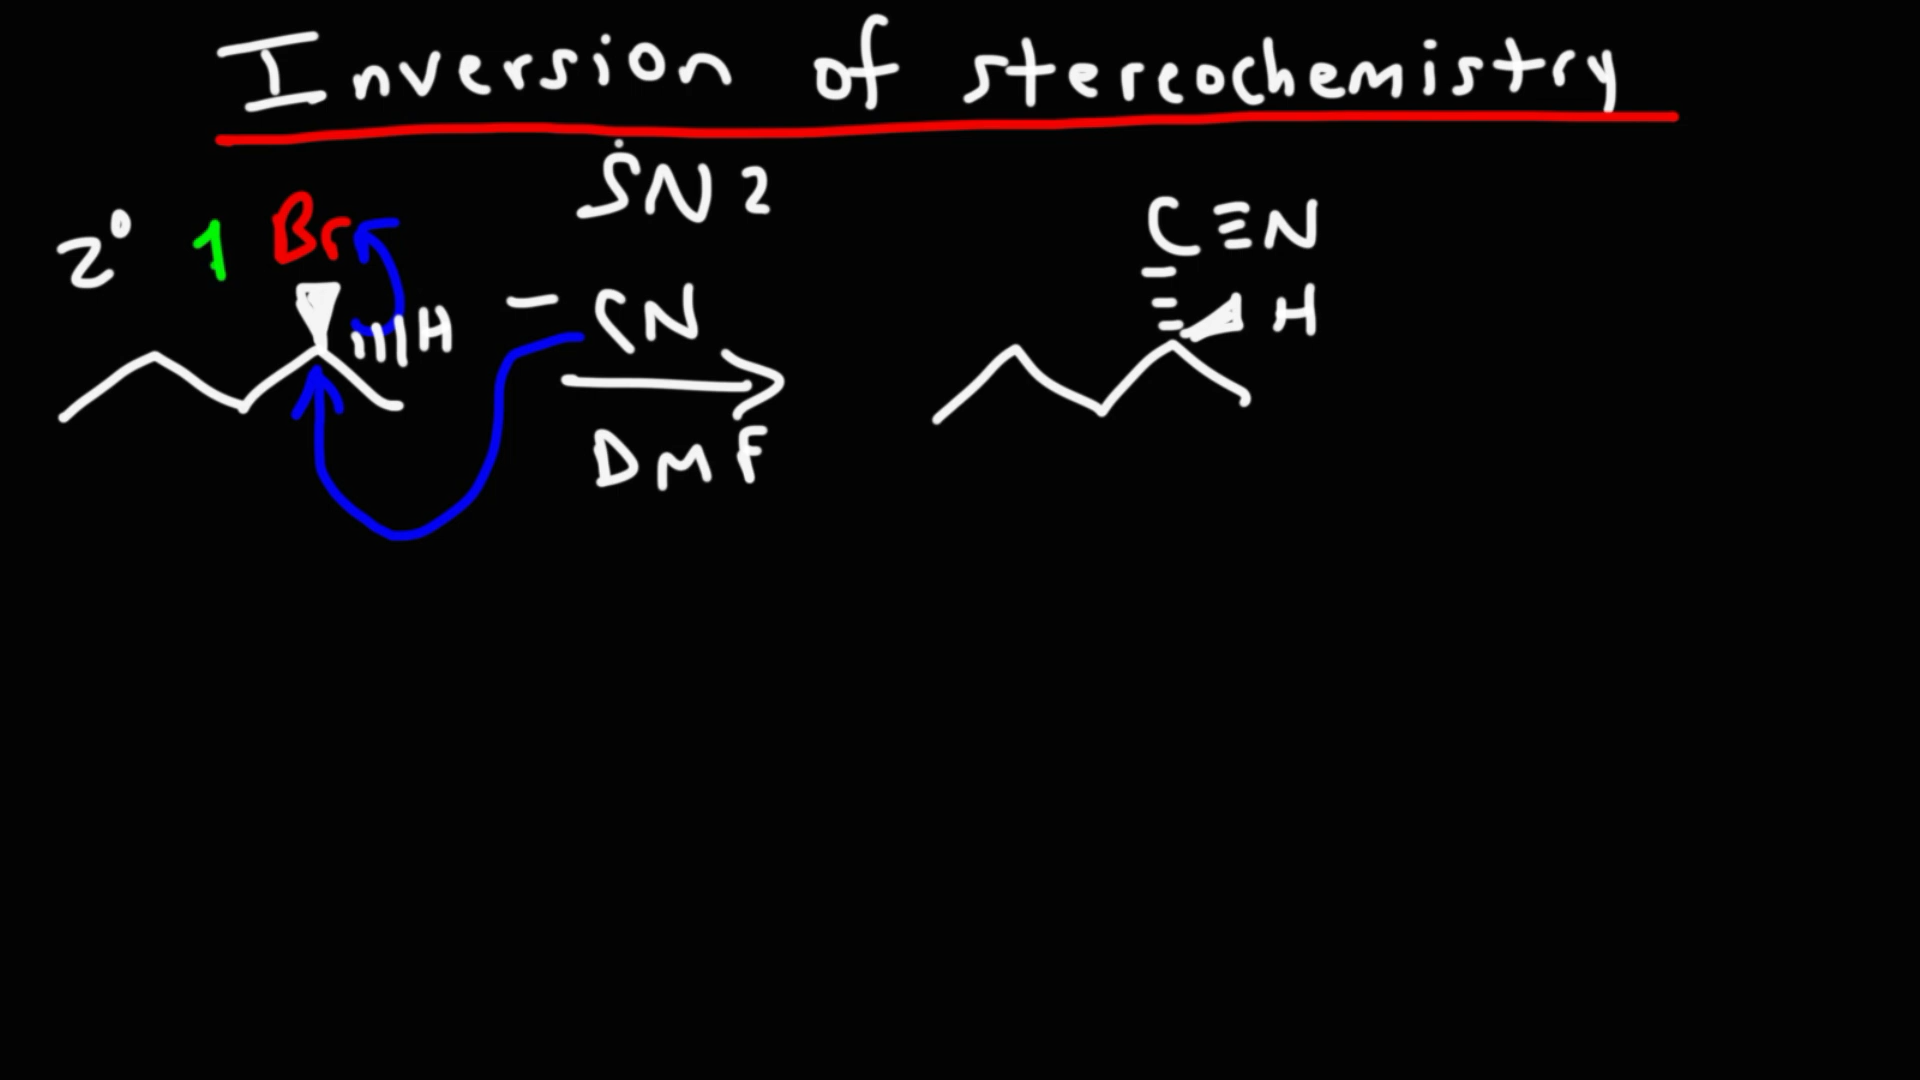 Inversion of stereochemistry
SN2
2° 1 Br
C≡N
H
-CN
H
DMF